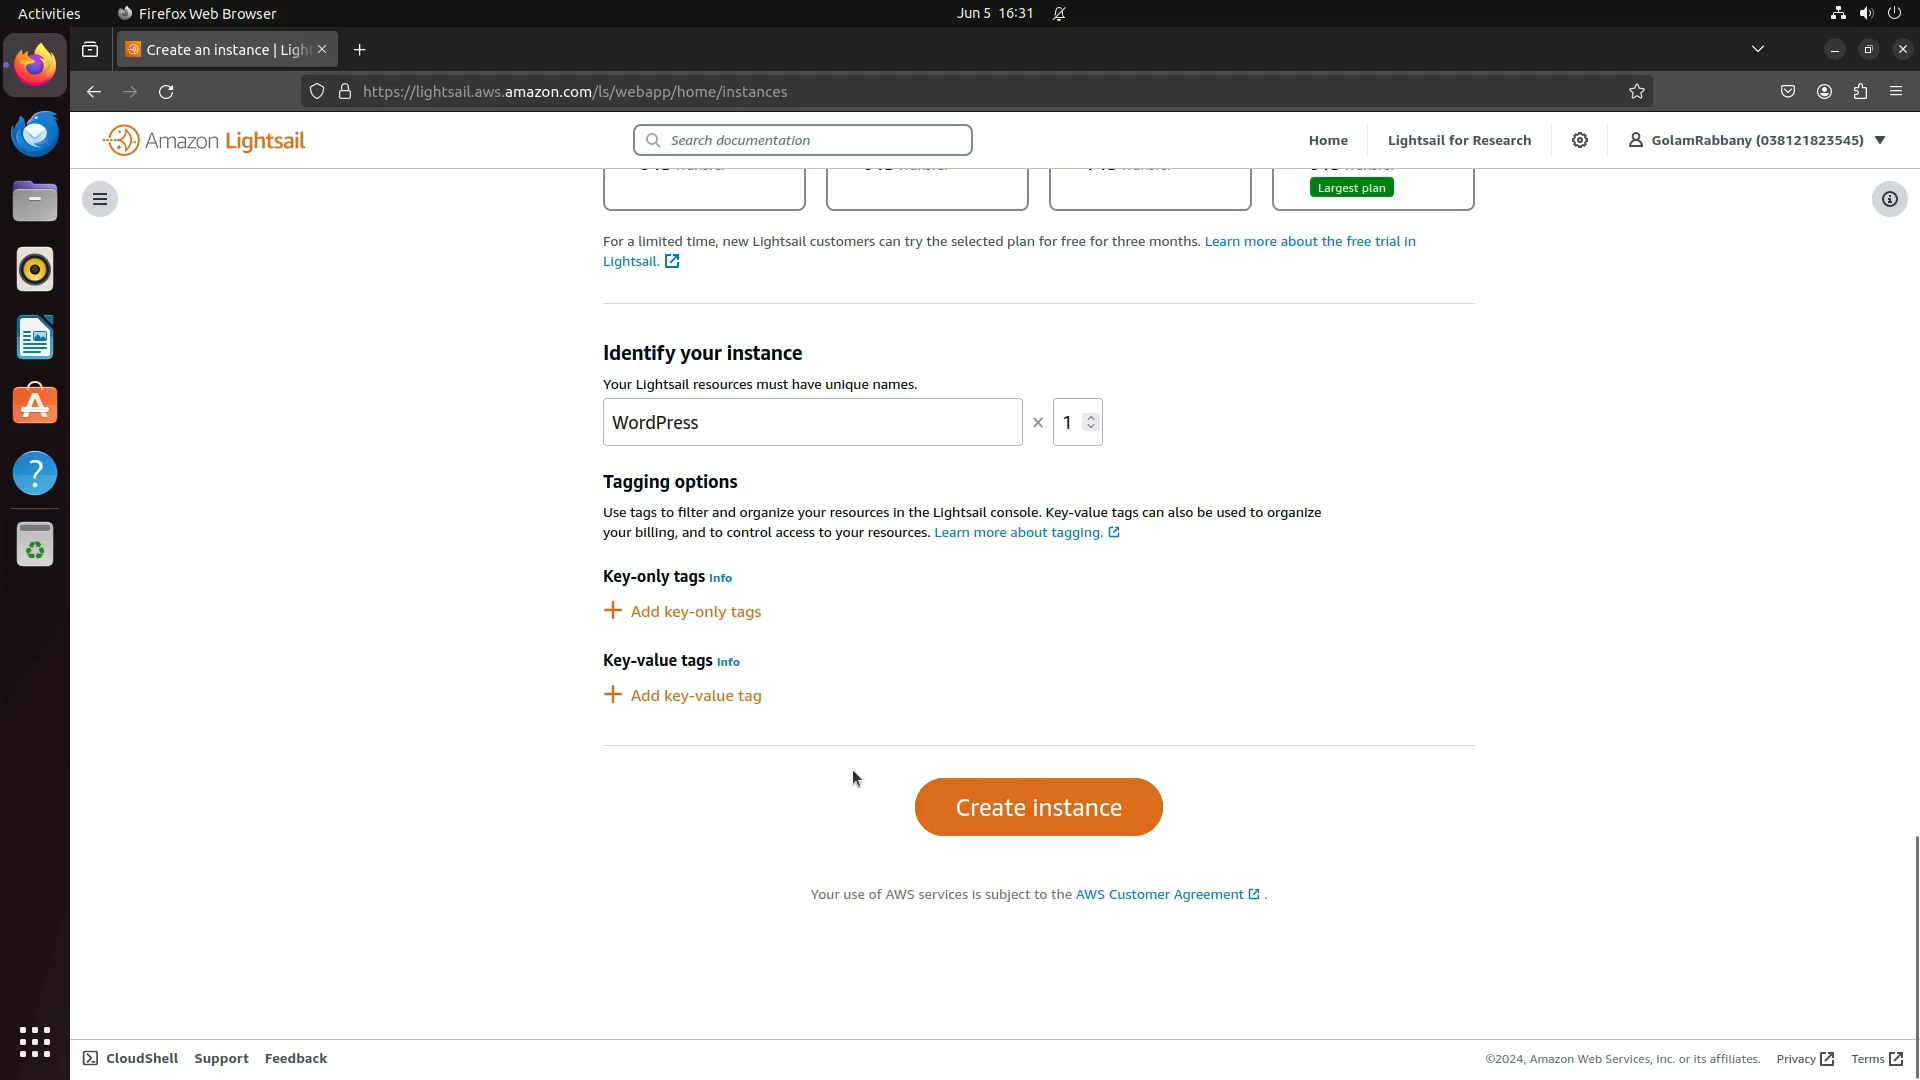 Activities
Firefox Web Browser
Jun 5 16:31
Create an instance | Ligh
https://lightsail.aws.amazon.com/ls/webapp/home/instances
Amazon Lightsail
Search documentation
Home
Lightsail for Research
GolamRabbany (038121823545)
Largest plan
For a limited time, new Lightsail customers can try the selected plan for free for three months. Learn more about the free trial in
Lightsail.
Identify your instance
Your Lightsail resources must have unique names.
WordPress
× 1
Tagging options
Use tags to filter and organize your resources in the Lightsail console. Key-value tags can also be used to organize
your billing, and to control access to your resources. Learn more about tagging.
Key-only tags Info
+ Add key-only tags
Key-value tags Info
+ Add key-value tag
Create instance
Your use of AWS services is subject to the AWS Customer Agreement .
CloudShell
Support
Feedback
©2024, Amazon Web Services, Inc. or its affiliates.
Privacy
Terms